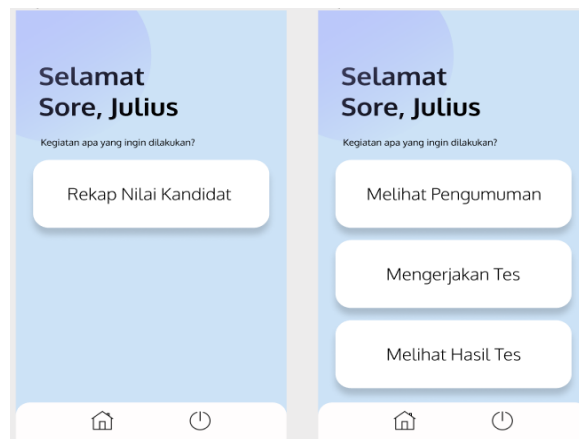 Selamat
Sore, Julius
Kegiatan apa yang ingin dilakukan?
Rekap Nilai Kandidat
Selamat
Sore, Julius
Kegiatan apa yang ingin dilakukan?
Melihat Pengumuman
Mengerjakan Tes
Melihat Hasil Tes